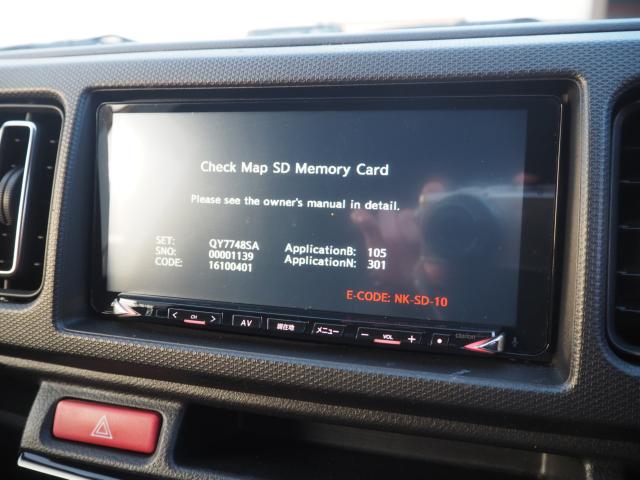 Check Map SD Memory Card
Please see the owner's manual in detail.
SET: QY7748SA ApplicationB: 105
SNO: 00001139 ApplicationN: 301
CODE: 16100401
E-CODE: NK-SD-10
< CH > AV 現在地 メニュー − VOL + clarion